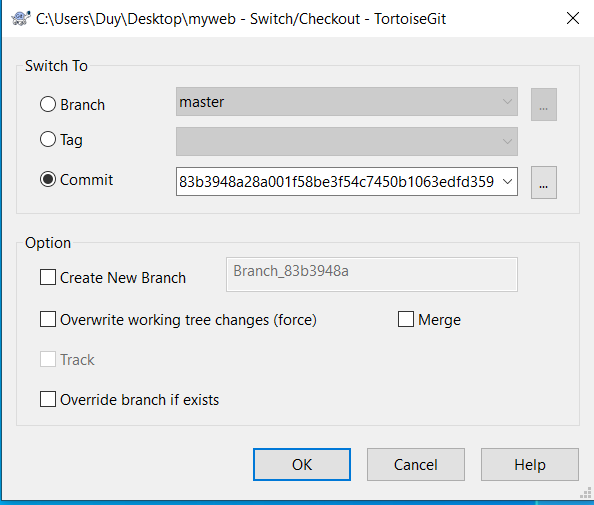 C:\Users\Duy\Desktop\myweb - Switch/Checkout - TortoiseGit
Switch To
Branch
master
...
Tag
Commit
83b3948a28a001f58be3f54c7450b1063edfd359
...
Option
Create New Branch
Branch_83b3948a
Overwrite working tree changes (force)
Merge
Track
Override branch if exists
OK
Cancel
Help